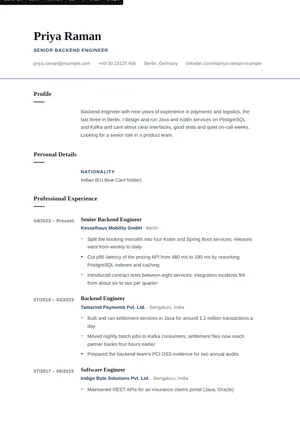 Priya Raman
SENIOR BACKEND ENGINEER
priya.raman@example.com +49 30 23125 456 Berlin, Germany linkedin.com/in/priya-raman-example
Profile
Backend engineer with nine years of experience in payments and logistics, the
last three in Berlin. I design and run Java and Kotlin services on PostgreSQL
and Kafka and care about clear interfaces, good tests and quiet on-call weeks.
Looking for a senior role in a product team.
Personal Details
NATIONALITY
Indian (EU Blue Card holder)
Professional Experience
04/2023 – Present Senior Backend Engineer
Kesselhaus Mobility GmbH · Berlin
Split the booking monolith into four Kotlin and Spring Boot services; releases
went from weekly to daily
Cut p95 latency of the pricing API from 480 ms to 190 ms by reworking
PostgreSQL indexes and caching
Introduced contract tests between eight services; integration incidents fell
from about six to two per quarter
07/2019 – 03/2023 Backend Engineer
Tamarind Payments Pvt. Ltd. · Bengaluru, India
Built and ran settlement services in Java for around 1.2 million transactions a
day
Moved nightly batch jobs to Kafka consumers; settlement files now reach
partner banks four hours earlier
Prepared the backend team's PCI DSS evidence for two annual audits
07/2017 – 06/2019 Software Engineer
Indigo Byte Solutions Pvt. Ltd. · Bengaluru, India
Maintained REST APIs for an insurance claims portal (Java, Oracle)